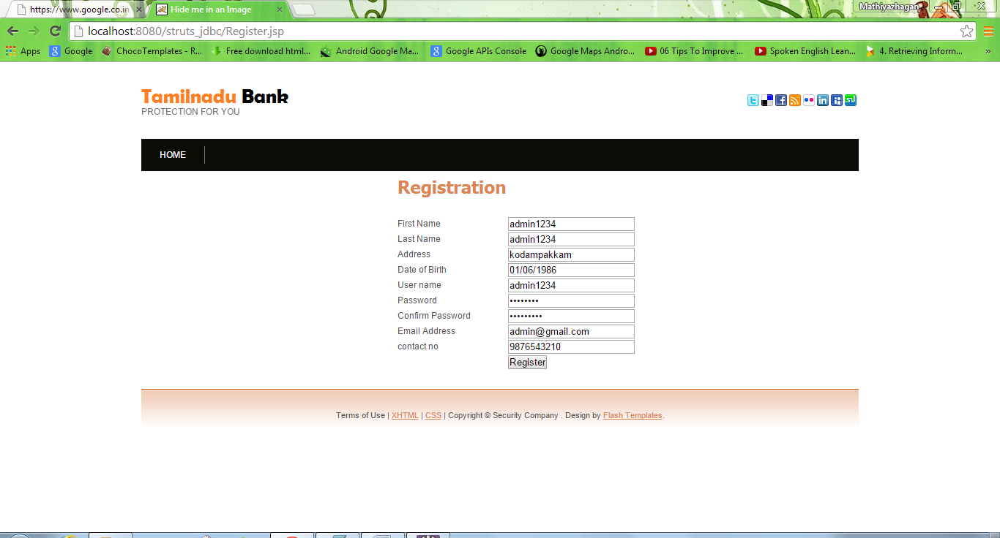 https://www.google.co.in
Hide me in an Image
Mathiyazhagan
localhost:8080/struts_jdbc/Register.jsp
Apps Google ChocoTemplates - R... Free download html... Android Google Ma... Google APIs Console Google Maps Andro... 06 Tips To Improve ... Spoken English Lean... 4. Retrieving Inform... »
Tamilnadu Bank
PROTECTION FOR YOU
HOME
Registration
First Name admin1234
Last Name admin1234
Address kodampakkam
Date of Birth 01/06/1986
User name admin1234
Password ••••••••
Confirm Password •••••••••
Email Address admin@gmail.com
contact no 9876543210
Register
Terms of Use | XHTML | CSS | Copyright © Security Company . Design by Flash Templates.